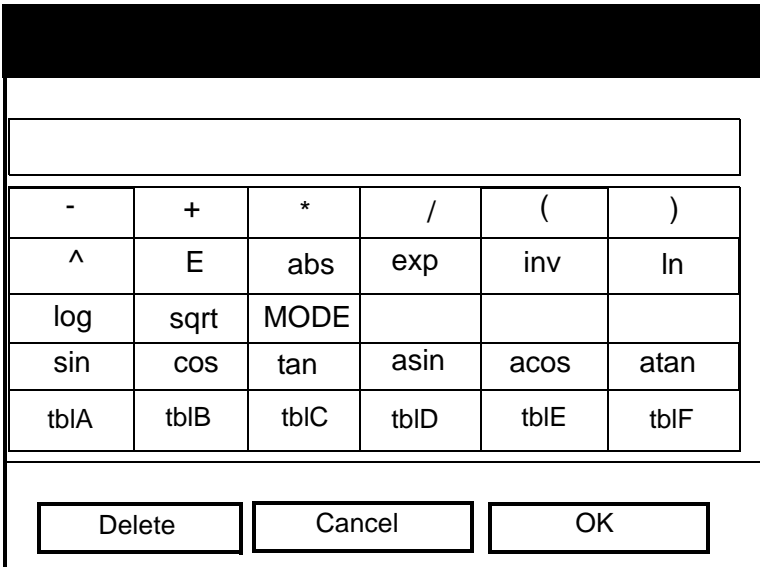 - + * / ( )
^ E abs exp inv ln
log sqrt MODE
sin cos tan asin acos atan
tblA tblB tblC tblD tblE tblF
Delete Cancel OK